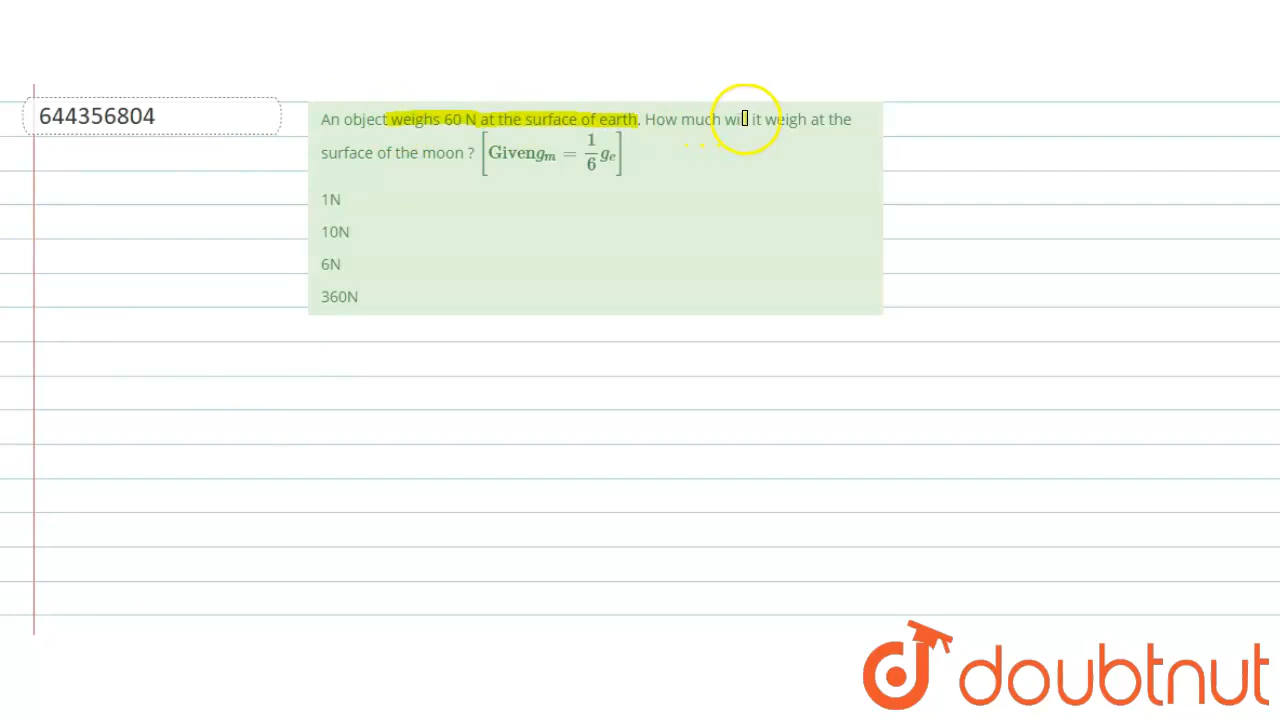 644356804
An object weighs 60 N at the surface of earth. How much will it weigh at the
surface of the moon ? [Given g_m = 1/6 g_e]
1N
10N
6N
360N
doubtnut